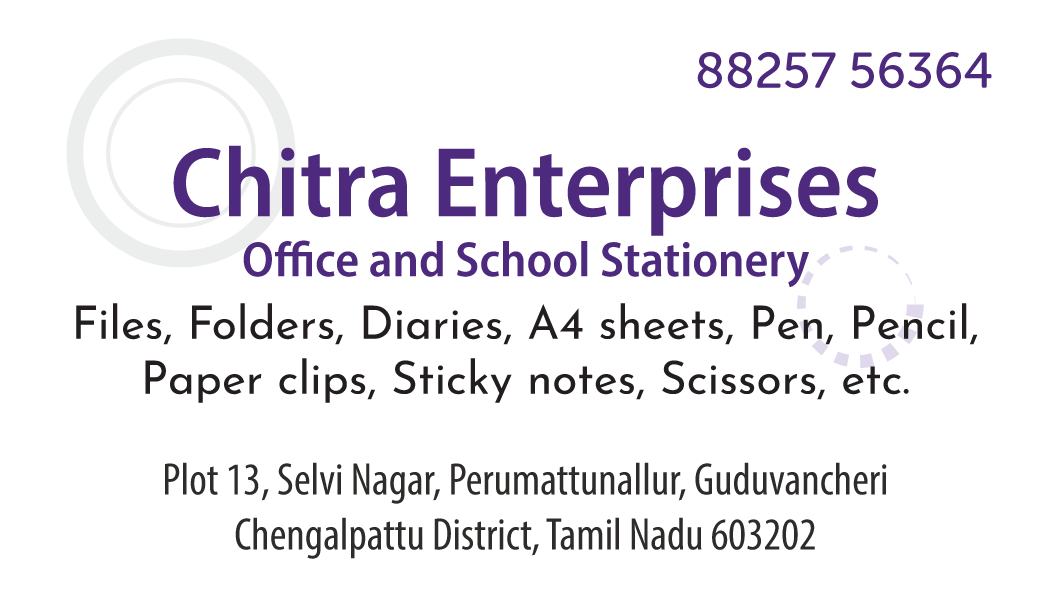 88257 56364
Chitra Enterprises
Office and School Stationery
Files, Folders, Diaries, A4 sheets, Pen, Pencil,
Paper clips, Sticky notes, Scissors, etc.
Plot 13, Selvi Nagar, Perumattunallur, Guduvancheri
Chengalpattu District, Tamil Nadu 603202